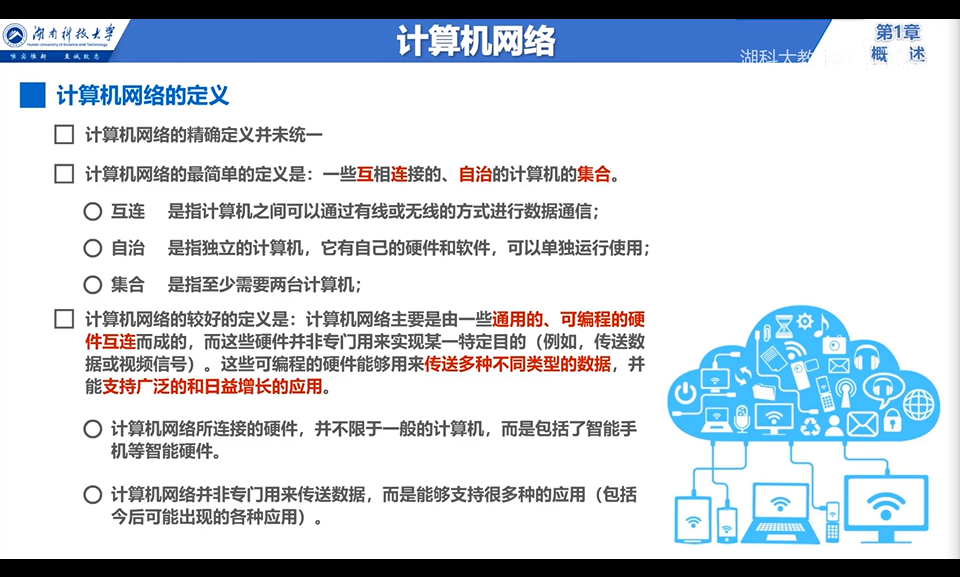 湖南科技大学
Hunan University of Science and Technology
唯实惟新 至诚致志
计算机网络
第1章
概 述
湖科大教
计算机网络的定义
计算机网络的精确定义并未统一
计算机网络的最简单的定义是：一些互相连接的、自治的计算机的集合。
互连 是指计算机之间可以通过有线或无线的方式进行数据通信；
自治 是指独立的计算机，它有自己的硬件和软件，可以单独运行使用；
集合 是指至少需要两台计算机；
计算机网络的较好的定义是：计算机网络主要是由一些通用的、可编程的硬
件互连而成的，而这些硬件并非专门用来实现某一特定目的（例如，传送数
据或视频信号）。这些可编程的硬件能够用来传送多种不同类型的数据，并
能支持广泛的和日益增长的应用。
计算机网络所连接的硬件，并不限于一般的计算机，而是包括了智能手
机等智能硬件。
计算机网络并非专门用来传送数据，而是能够支持很多种的应用（包括
今后可能出现的各种应用）。